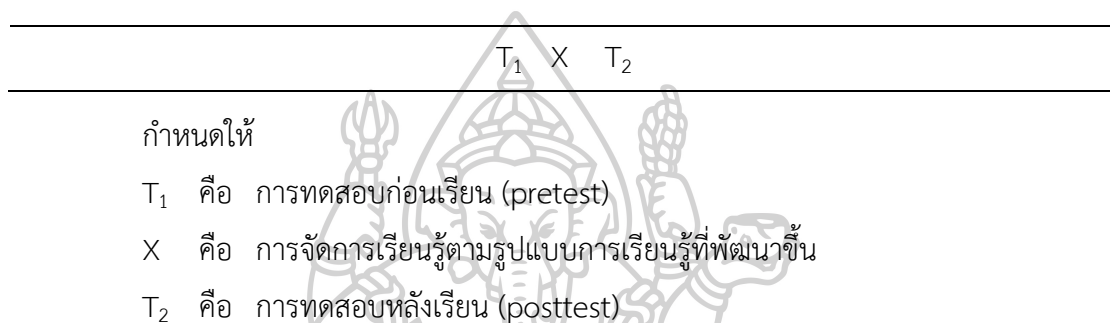 T₁ X T₂
กำหนดให้
T₁ คือ การทดสอบก่อนเรียน (pretest)
X คือ การจัดการเรียนรู้ตามรูปแบบการเรียนรู้ที่พัฒนาขึ้น
T₂ คือ การทดสอบหลังเรียน (posttest)